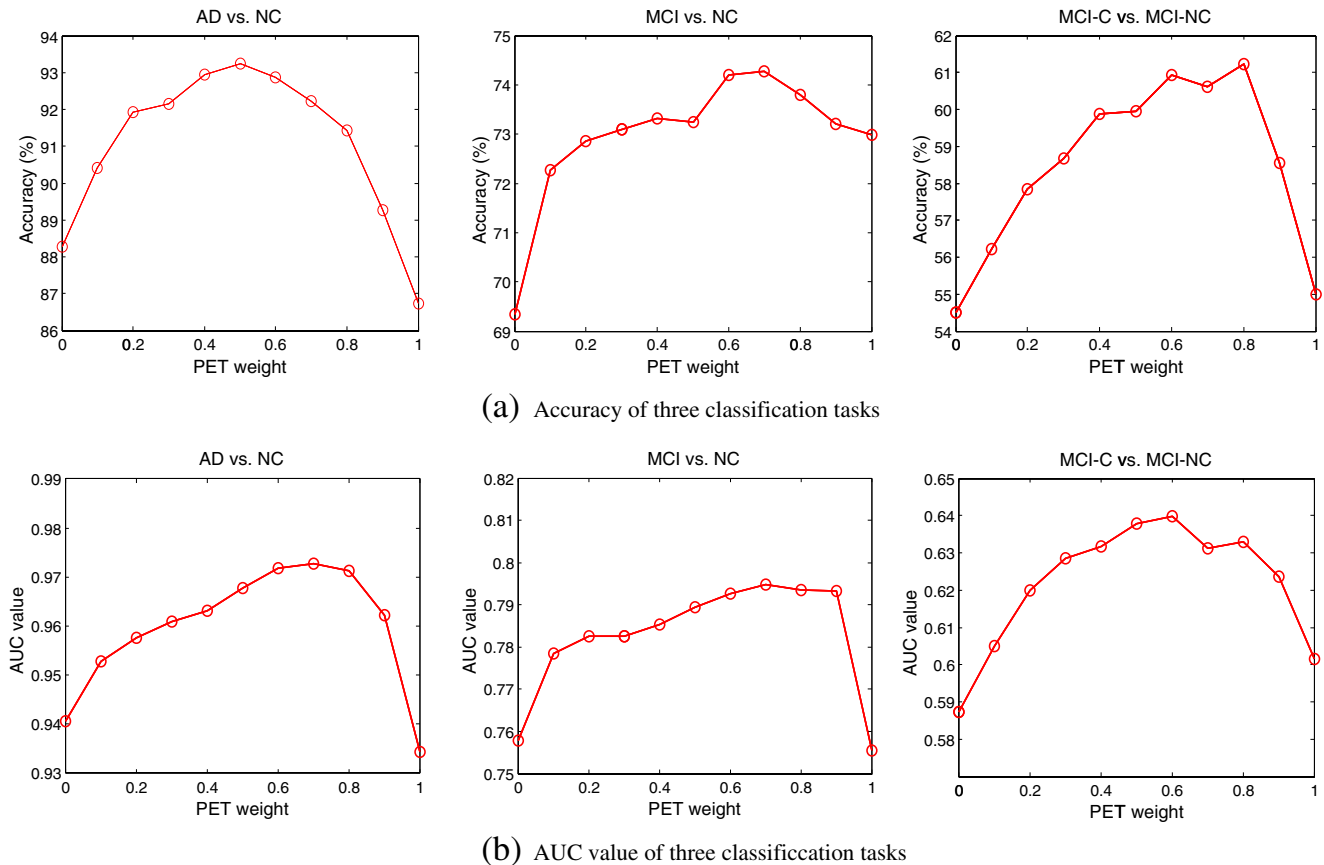 AD vs. NC
94
93
92
91
90
89
88
87
86
Accuracy (%)
0 0.2 0.4 0.6 0.8 1
PET weight
MCI vs. NC
75
74
73
72
71
70
69
Accuracy (%)
0 0.2 0.4 0.6 0.8 1
PET weight
MCI-C vs. MCI-NC
62
61
60
59
58
57
56
55
54
Accuracy (%)
0 0.2 0.4 0.6 0.8 1
PET weight
(a) Accuracy of three classification tasks
AD vs. NC
0.99
0.98
0.97
0.96
0.95
0.94
0.93
AUC value
0 0.2 0.4 0.6 0.8 1
PET weight
MCI vs. NC
0.82
0.81
0.8
0.79
0.78
0.77
0.76
0.75
AUC value
0 0.2 0.4 0.6 0.8 1
PET weight
MCI-C vs. MCI-NC
0.65
0.64
0.63
0.62
0.61
0.6
0.59
0.58
AUC value
0 0.2 0.4 0.6 0.8 1
PET weight
(b) AUC value of three classificcation tasks